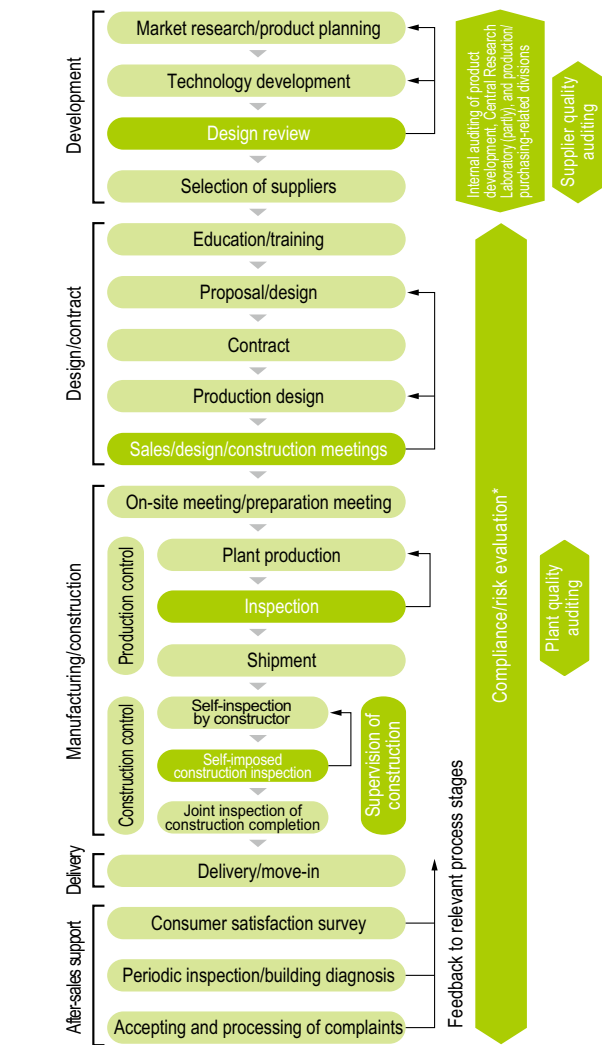 Development
Market research/product planning
Technology development
Design review
Selection of suppliers
Internal auditing of product
development, Central Research
Laboratory (partly), and production/
purchasing-related divisions
Supplier quality
auditing
Design/contract
Education/training
Proposal/design
Contract
Production design
Sales/design/construction meetings
Manufacturing/construction
On-site meeting/preparation meeting
Production control
Plant production
Inspection
Shipment
Construction control
Self-inspection
by constructor
Self-imposed
construction inspection
Joint inspection of
construction completion
Supervision of
construction
Compliance/risk evaluation*
Plant quality
auditing
Delivery
Delivery/move-in
After-sales support
Consumer satisfaction survey
Periodic inspection/building diagnosis
Accepting and processing of complaints
Feedback to relevant process stages